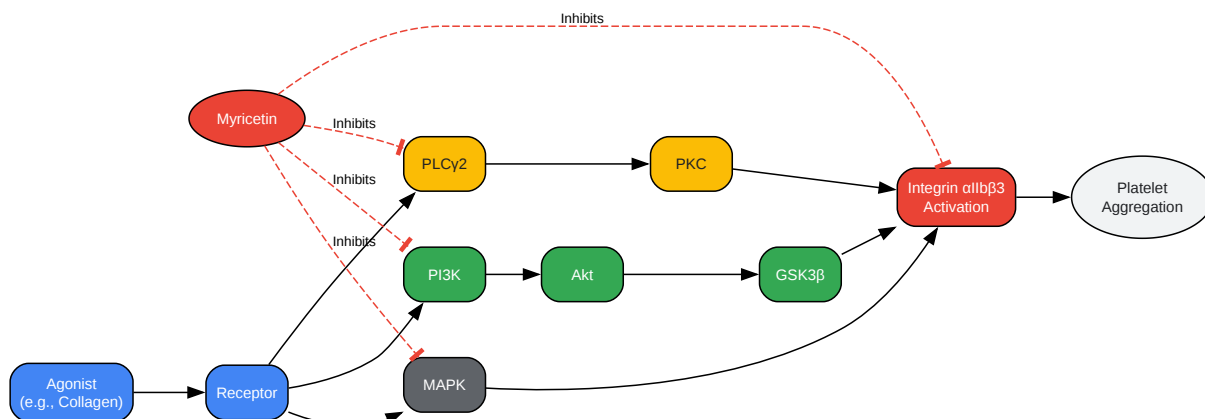 Inhibits
Myricetin
Inhibits
PLCγ2
PKC
Inhibits
Integrin αIIbβ3
Activation
Platelet
Aggregation
Inhibits
PI3K
Akt
GSK3β
Agonist
(e.g., Collagen)
Receptor
MAPK